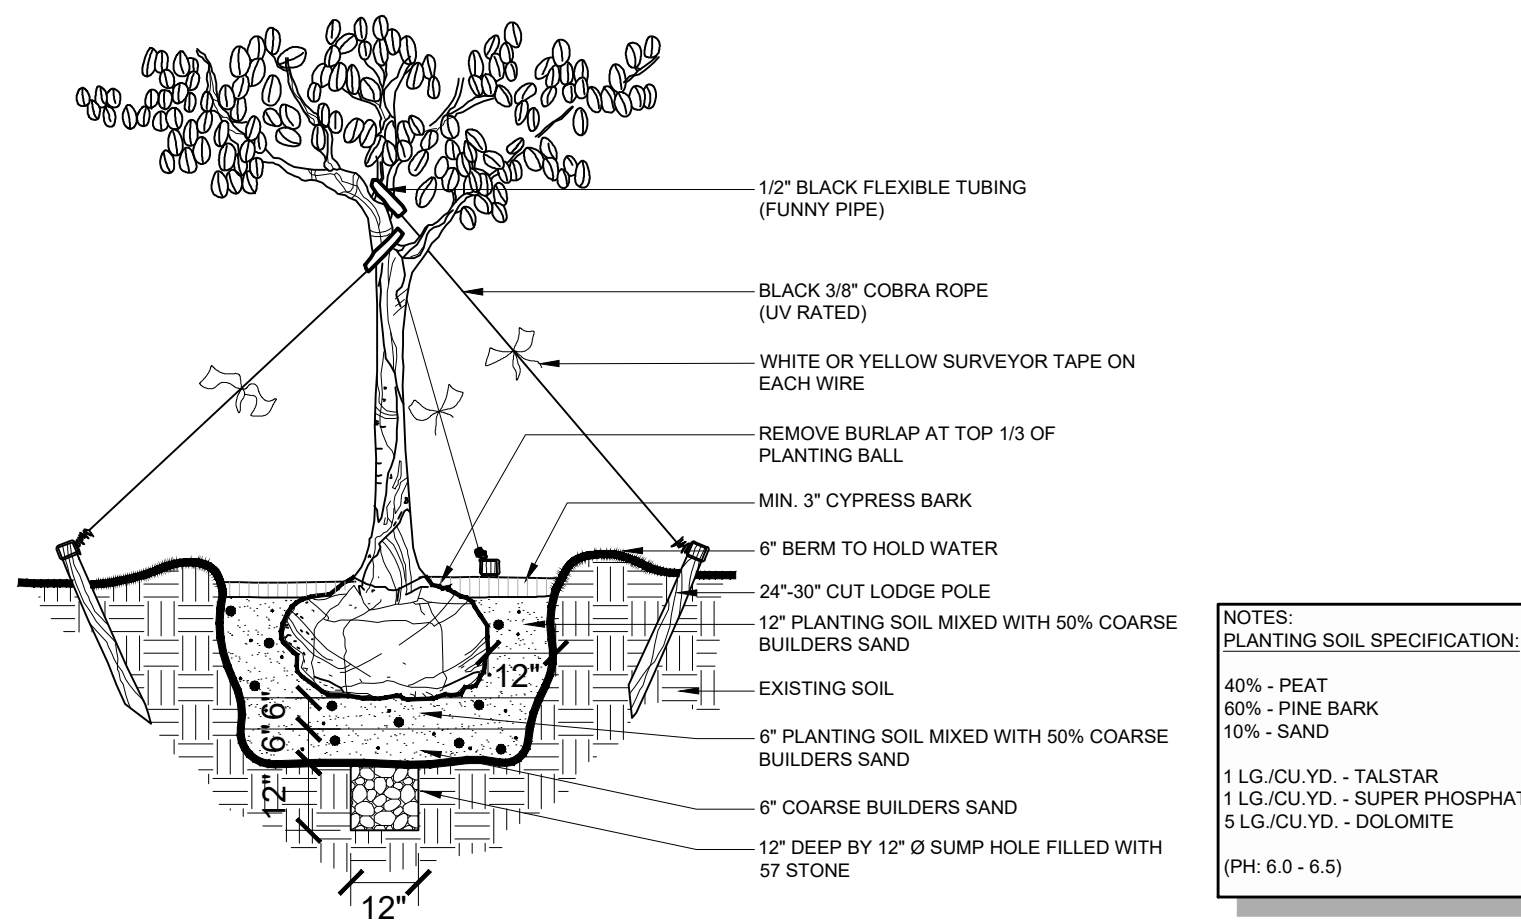 1/2" BLACK FLEXIBLE TUBING
(FUNNY PIPE)
BLACK 3/8" COBRA ROPE
(UV RATED)
WHITE OR YELLOW SURVEYOR TAPE ON
EACH WIRE
REMOVE BURLAP AT TOP 1/3 OF
PLANTING BALL
MIN. 3" CYPRESS BARK
6" BERM TO HOLD WATER
24"-30" CUT LODGE POLE
12" PLANTING SOIL MIXED WITH 50% COARSE
BUILDERS SAND
EXISTING SOIL
6" PLANTING SOIL MIXED WITH 50% COARSE
BUILDERS SAND
6" COARSE BUILDERS SAND
12" DEEP BY 12" Ø SUMP HOLE FILLED WITH
57 STONE
12"
6"
6"
12"
12"
NOTES:
PLANTING SOIL SPECIFICATION:
40% - PEAT
60% - PINE BARK
10% - SAND
1 LG./CU.YD. - TALSTAR
1 LG./CU.YD. - SUPER PHOSPHAT
5 LG./CU.YD. - DOLOMITE
(PH: 6.0 - 6.5)